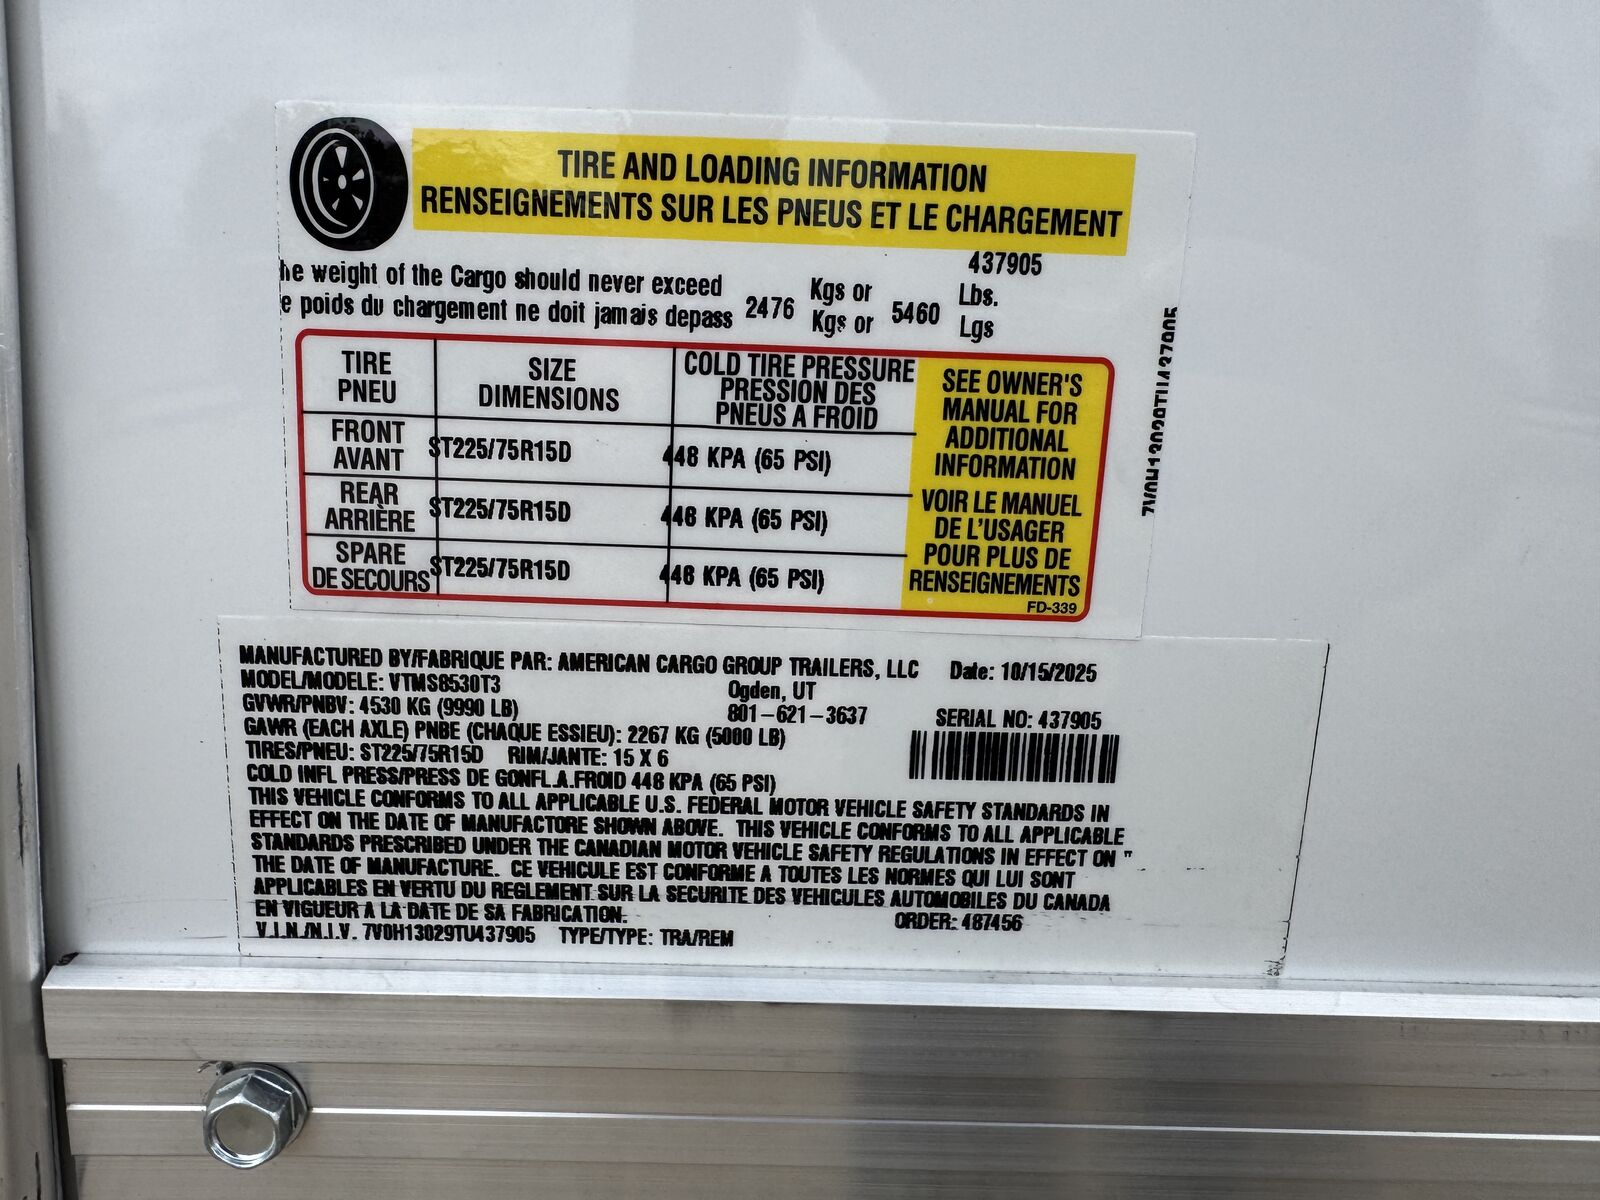 TIRE AND LOADING INFORMATION
RENSEIGNEMENTS SUR LES PNEUS ET LE CHARGEMENT
437905
he weight of the Cargo should never exceed 2476 Kgs or 5460 Lbs.
e poids du chargement ne doit jamais depass Kgs or Lgs
TIRE PNEU SIZE DIMENSIONS COLD TIRE PRESSURE PRESSION DES PNEUS A FROID
FRONT AVANT ST225/75R15D 448 KPA (65 PSI)
REAR ARRIÈRE ST225/75R15D 448 KPA (65 PSI)
SPARE DE SECOURS ST225/75R15D 448 KPA (65 PSI)
SEE OWNER'S
MANUAL FOR
ADDITIONAL
INFORMATION
VOIR LE MANUEL
DE L'USAGER
POUR PLUS DE
RENSEIGNEMENTS
FD-339
MANUFACTURED BY/FABRIQUE PAR: AMERICAN CARGO GROUP TRAILERS, LLC Date: 10/15/2025
MODEL/MODELE: VTMS8530T3 Ogden, UT
GVWR/PNBV: 4530 KG (9990 LB) 801-621-3637 SERIAL NO: 437905
GAWR (EACH AXLE) PNBE (CHAQUE ESSIEU): 2267 KG (5000 LB)
TIRES/PNEU: ST225/75R15D RIM/JANTE: 15 X 6
COLD INFL PRESS/PRESS DE GONFL.A.FROID 448 KPA (65 PSI)
THIS VEHICLE CONFORMS TO ALL APPLICABLE U.S. FEDERAL MOTOR VEHICLE SAFETY STANDARDS IN
EFFECT ON THE DATE OF MANUFACTORE SHOWN ABOVE. THIS VEHICLE CONFORMS TO ALL APPLICABLE
STANDARDS PRESCRIBED UNDER THE CANADIAN MOTOR VEHICLE SAFETY REGULATIONS IN EFFECT ON "
THE DATE OF MANUFACTURE. CE VEHICULE EST CONFORME A TOUTES LES NORMES QUI LUI SONT
APPLICABLES EN VERTU DU REGLEMENT SUR LA SECURITE DES VEHICULES AUTOMOBILES DU CANADA
EN VIGUEUR A LA DATE DE SA FABRICATION. ORDER: 487456
V.I.N./N.I.V. 7V0H13029TU437905 TYPE/TYPE: TRA/REM